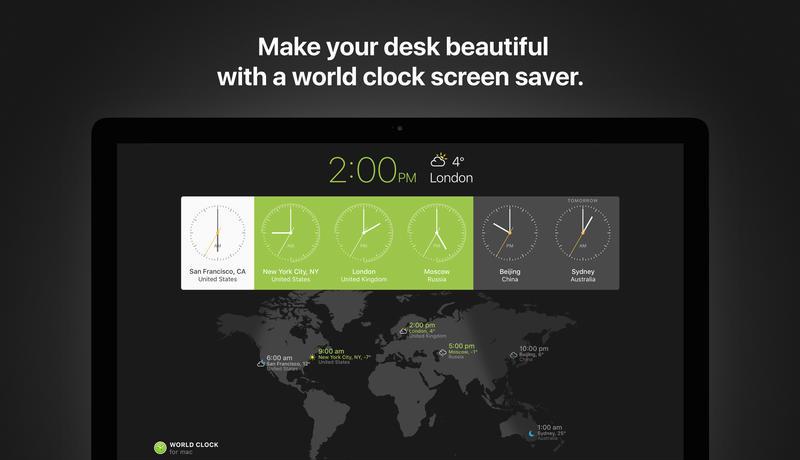 Make your desk beautiful
with a world clock screen saver.
2:00PM
4°
London
TOMORROW
AM
AM
PM
PM
PM
AM
San Francisco, CA
United States
New York City, NY
United States
London
United Kingdom
Moscow
Russia
Beijing
China
Sydney
Australia
2:00 pm
London, 4°
United Kingdom
5:00 pm
Moscow, -1°
Russia
10:00 pm
Beijing, 6°
China
9:00 am
New York City, NY, -7°
United States
6:00 am
San Francisco, 12°
United States
1:00 am
Sydney, 25°
Australia
WORLD CLOCK
for mac